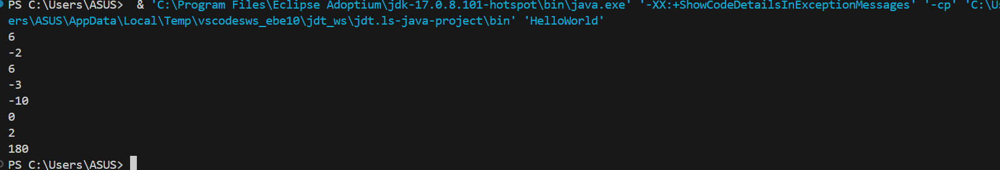 PS C:\Users\ASUS>  & 'C:\Program Files\Eclipse Adoptium\jdk-17.0.8.101-hotspot\bin\java.exe' '-XX:+ShowCodeDetailsInExceptionMessages' '-cp' 'C:\Us
ers\ASUS\AppData\Local\Temp\vscodesws_ebe10\jdt_ws\jdt.ls-java-project\bin' 'HelloWorld'
6
-2
6
-3
-10
0
2
180
PS C:\Users\ASUS>